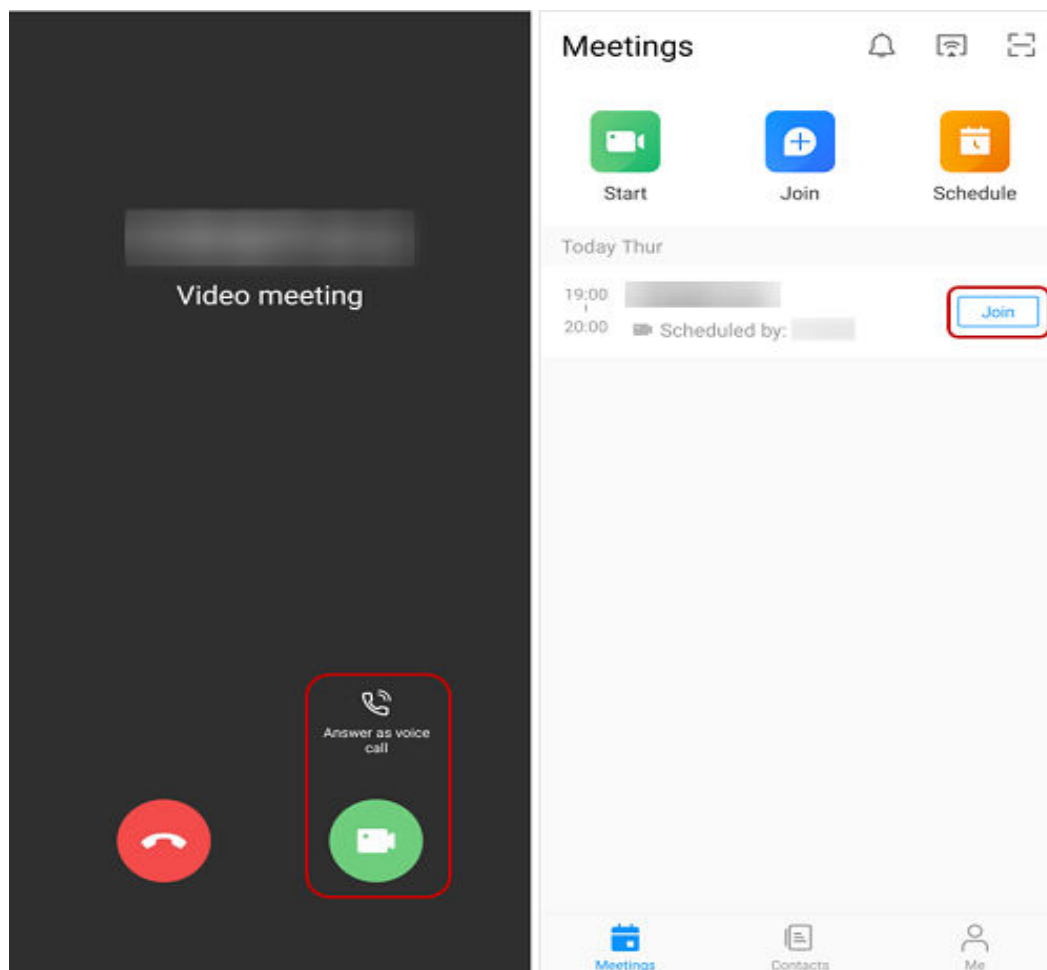 Video meeting
Answer as voice
call
Meetings
Start
Join
Schedule
Today Thur
19:00
20:00
Scheduled by:
Join
Meetings
Contacts
Me